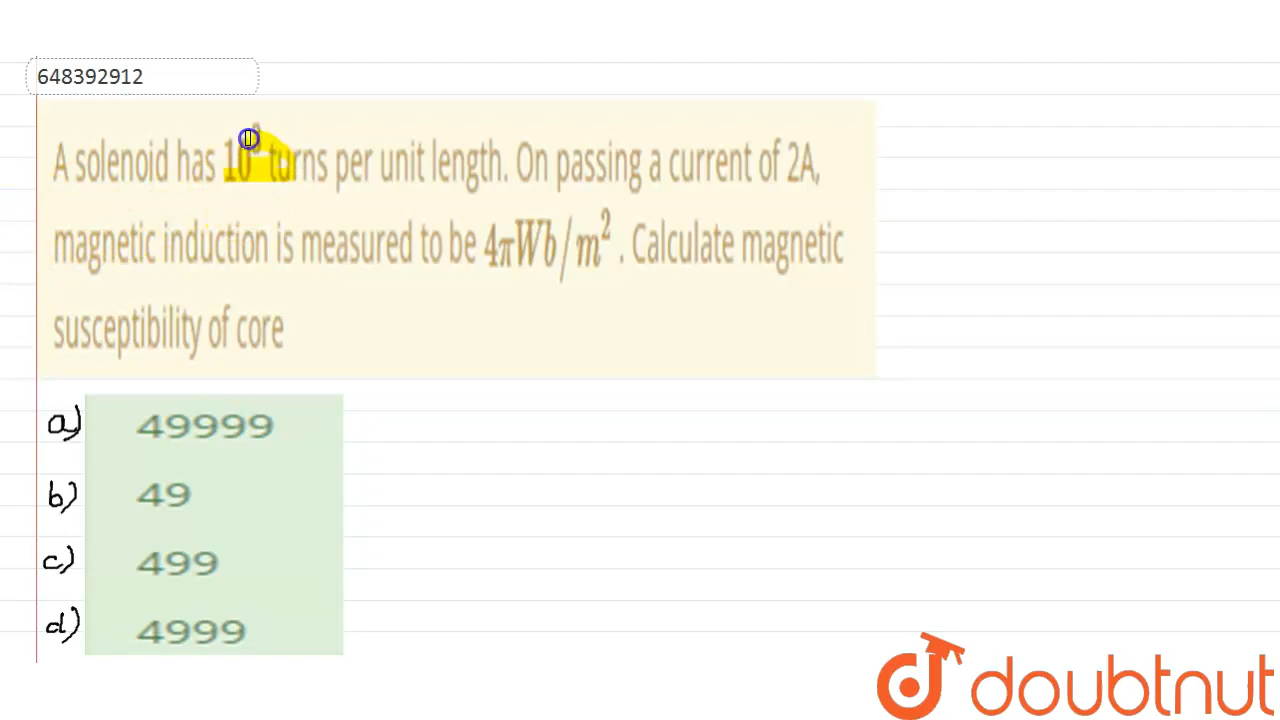 648392912
A solenoid has 10 turns per unit length. On passing a current of 2A,
magnetic induction is measured to be 4πWb/m² . Calculate magnetic
susceptibility of core
a) 49999
b) 49
c) 499
d) 4999
doubtnut